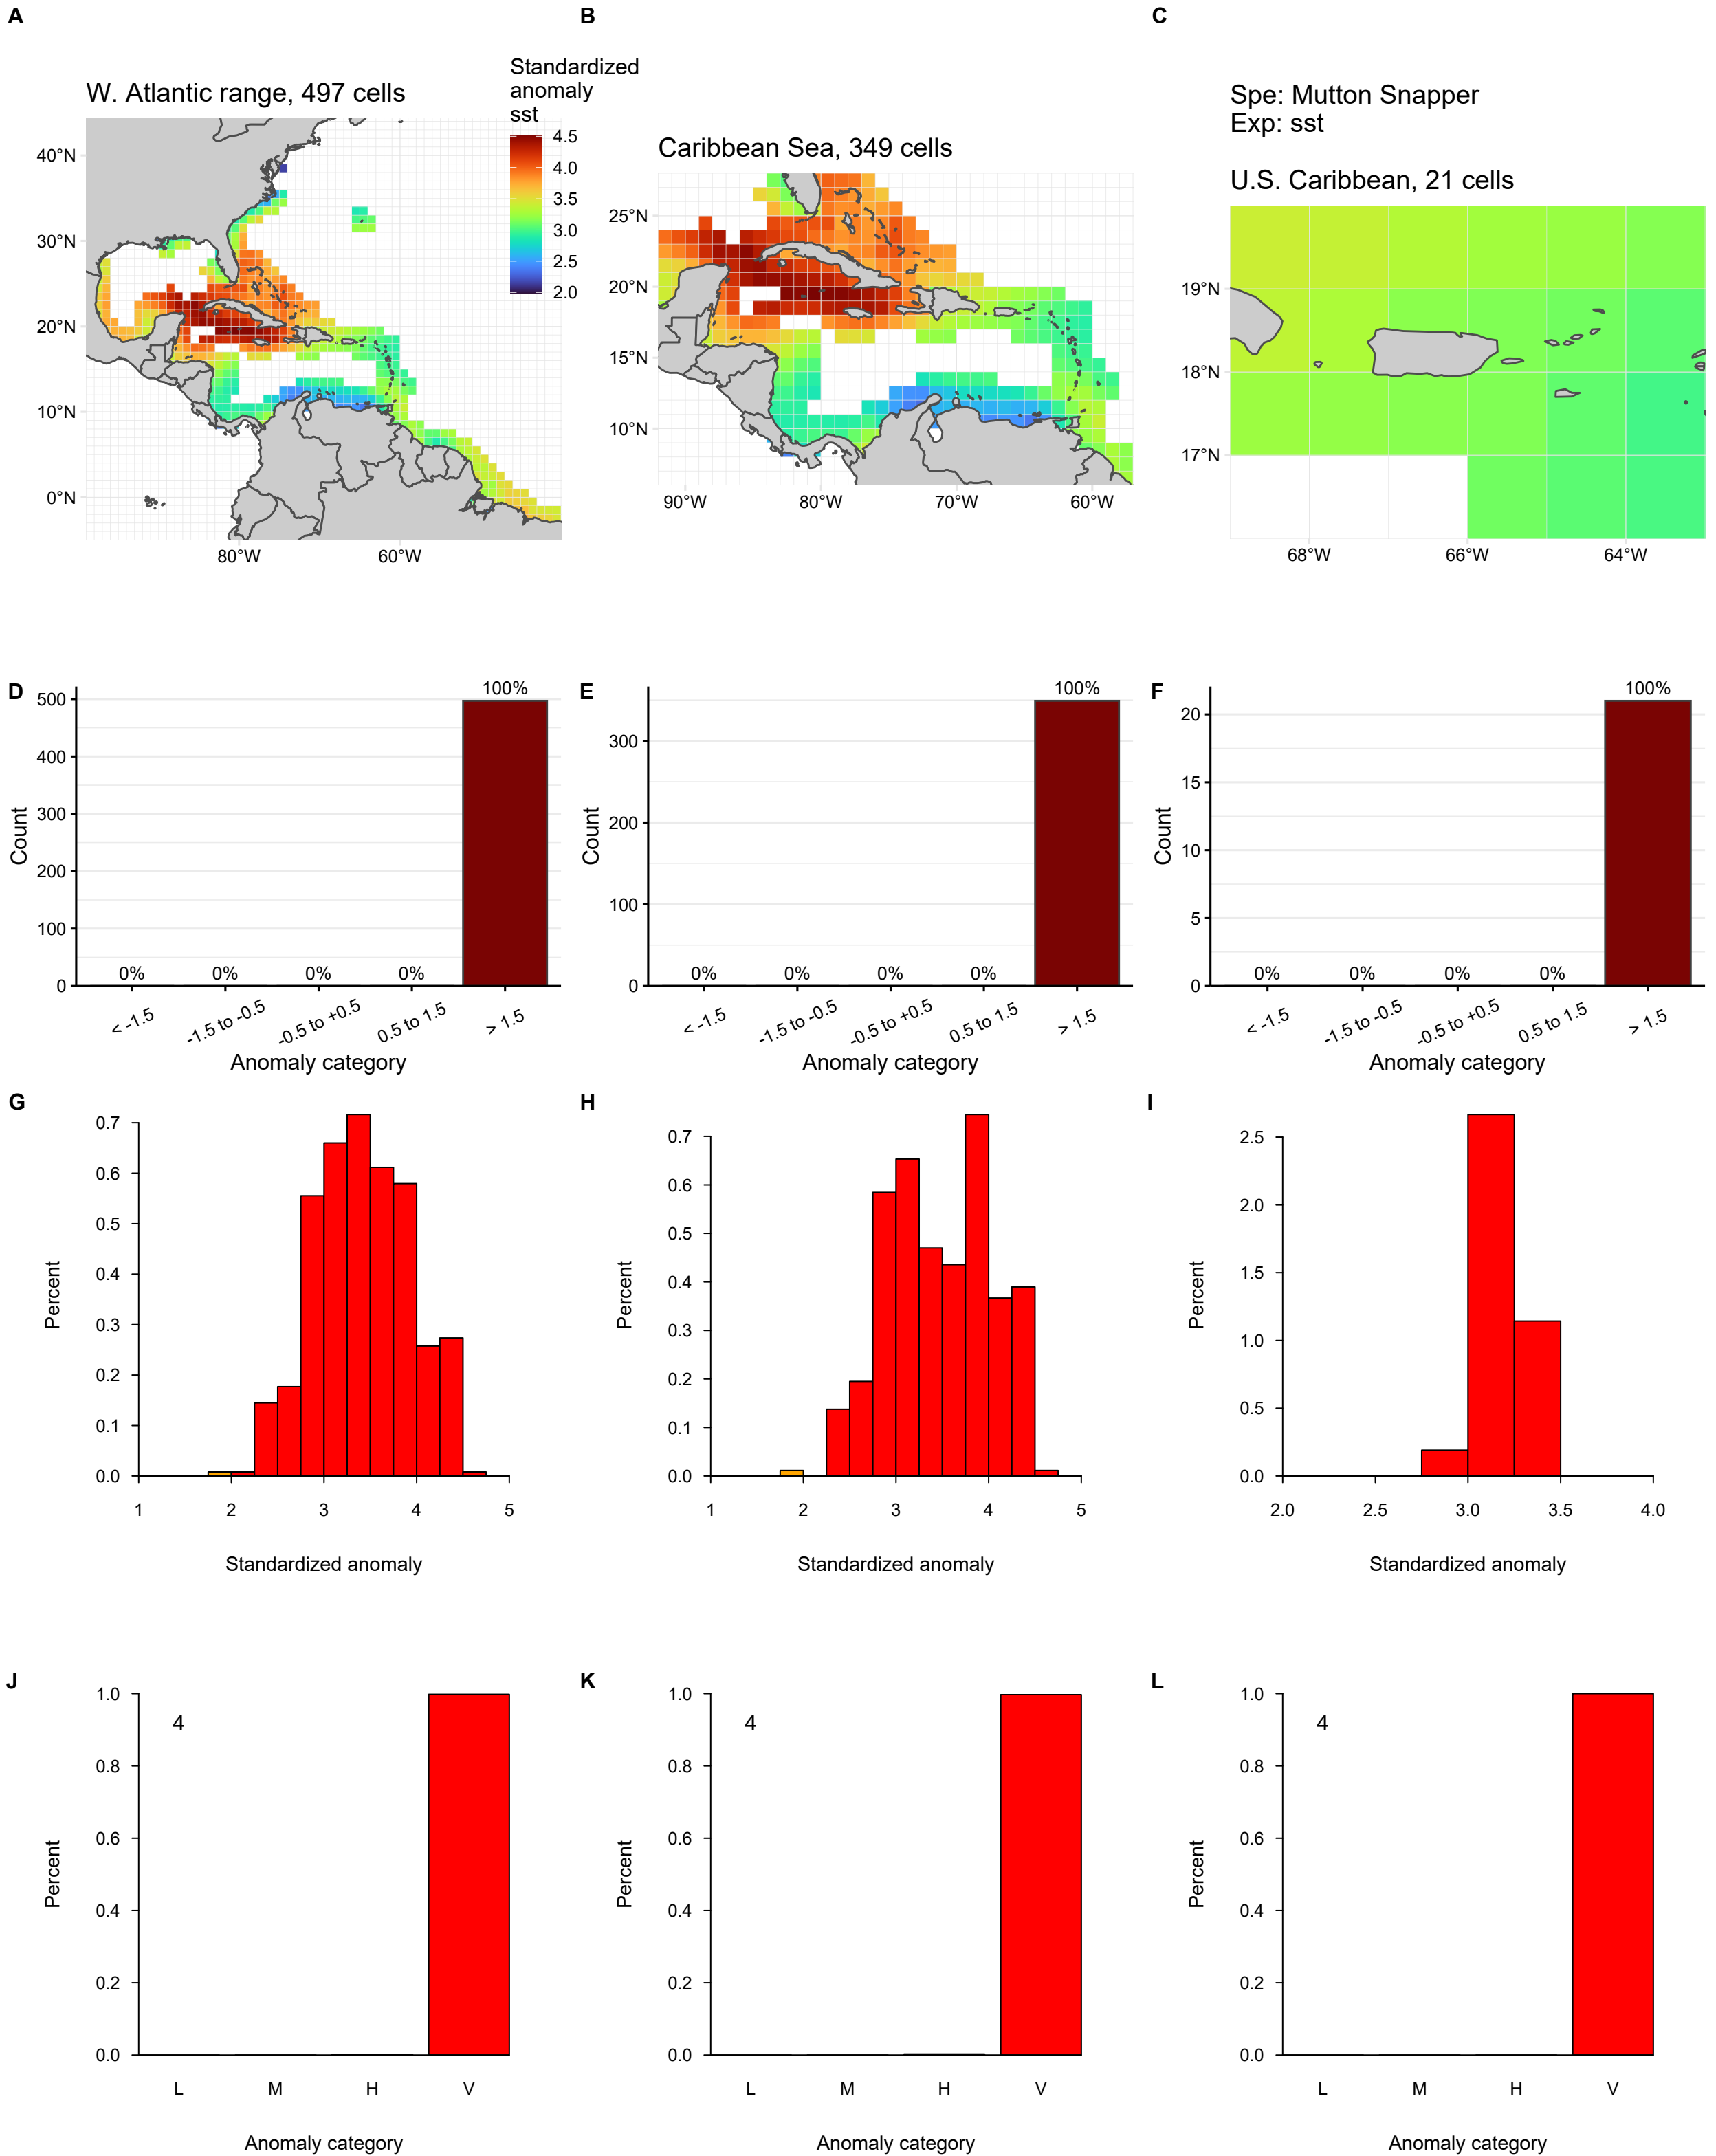 A
B
C
W. Atlantic range, 497 cells
Standardized
anomaly
sst
4.5
4.0
3.5
3.0
2.5
2.0
40°N
30°N
20°N
10°N
0°N
80°W
60°W
Caribbean Sea, 349 cells
25°N
20°N
15°N
10°N
90°W
80°W
70°W
60°W
Spe: Mutton Snapper
Exp: sst
U.S. Caribbean, 21 cells
19°N
18°N
17°N
68°W
66°W
64°W
D
Count
500
400
300
200
100
0
0%
0%
0%
0%
100%
< -1.5
-1.5 to -0.5
-0.5 to +0.5
0.5 to 1.5
> 1.5
Anomaly category
E
Count
300
200
100
0
0%
0%
0%
0%
100%
< -1.5
-1.5 to -0.5
-0.5 to +0.5
0.5 to 1.5
> 1.5
Anomaly category
F
Count
20
15
10
5
0
0%
0%
0%
0%
100%
< -1.5
-1.5 to -0.5
-0.5 to +0.5
0.5 to 1.5
> 1.5
Anomaly category
G
Percent
0.7
0.6
0.5
0.4
0.3
0.2
0.1
0.0
1
2
3
4
5
Standardized anomaly
H
Percent
0.7
0.6
0.5
0.4
0.3
0.2
0.1
0.0
1
2
3
4
5
Standardized anomaly
I
Percent
2.5
2.0
1.5
1.0
0.5
0.0
2.0
2.5
3.0
3.5
4.0
Standardized anomaly
J
Percent
1.0
0.8
0.6
0.4
0.2
0.0
4
L
M
H
V
Anomaly category
K
Percent
1.0
0.8
0.6
0.4
0.2
0.0
4
L
M
H
V
Anomaly category
L
Percent
1.0
0.8
0.6
0.4
0.2
0.0
4
L
M
H
V
Anomaly category